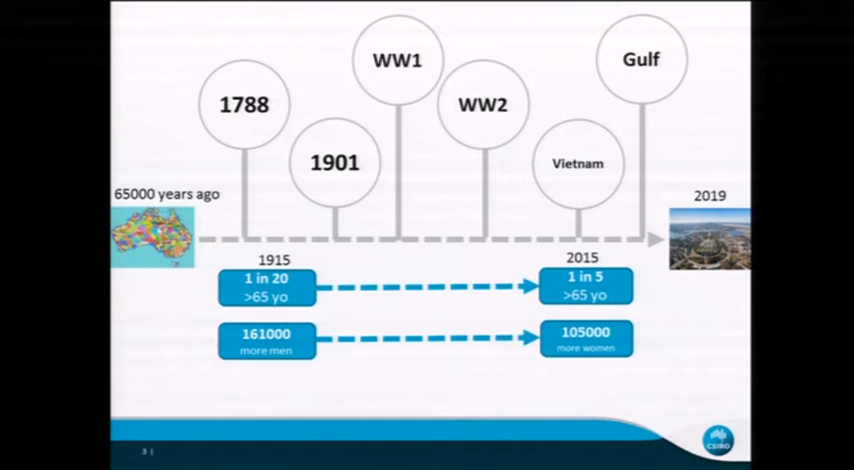 WW1
Gulf
1788
WW2
1901
Vietnam
65000 years ago
2019
1915
2015
1 in 20
>65 yo
1 in 5
>65 yo
161000
more men
105000
more women
3 |
CSIRO